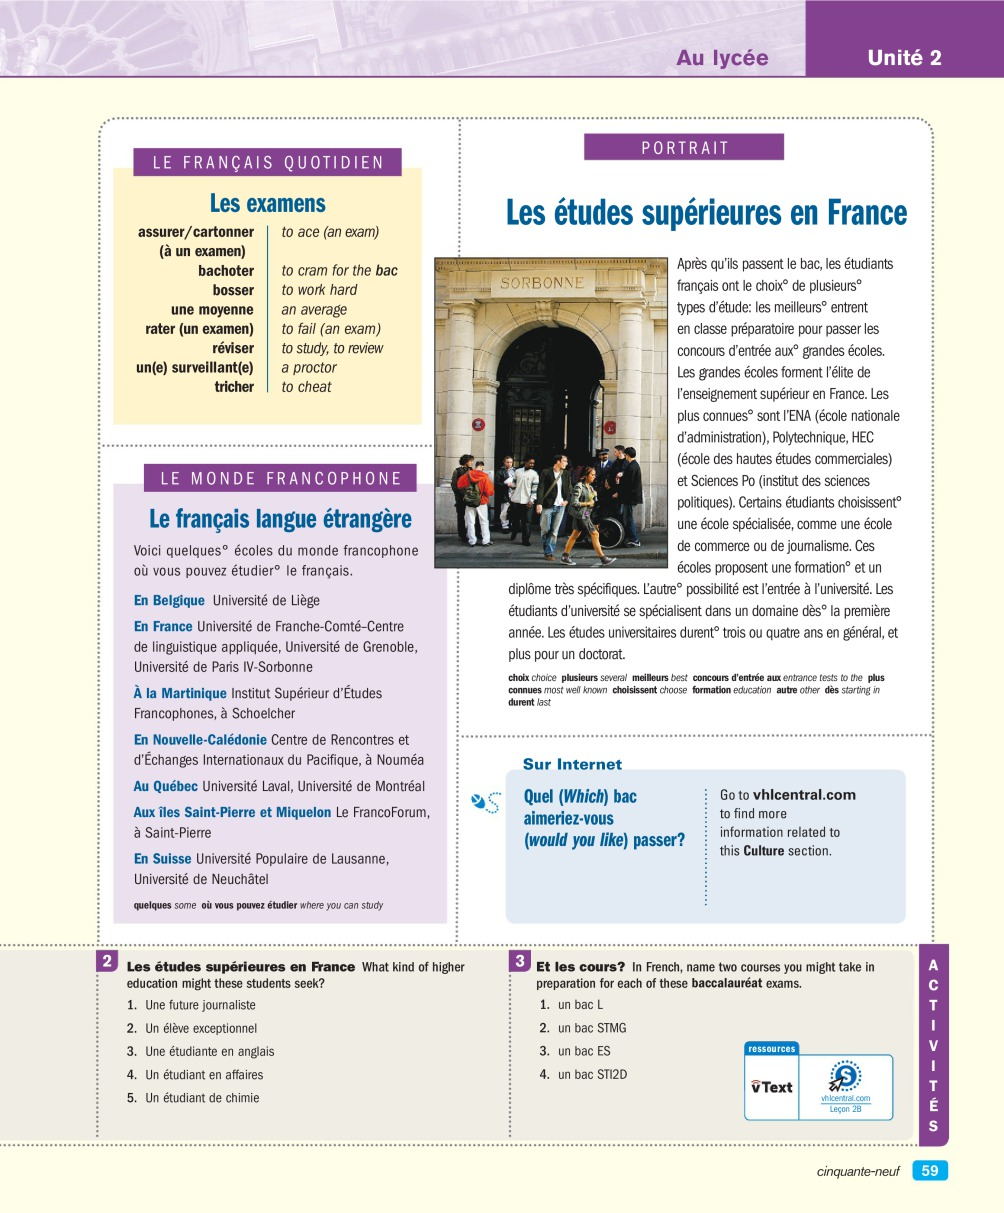 Au lycée
Unité 2
LE FRANÇAIS QUOTIDIEN
Les examens
assurer/cartonner to ace (an exam)
(à un examen)
bachoter to cram for the bac
bosser to work hard
une moyenne an average
rater (un examen) to fail (an exam)
réviser to study, to review
un(e) surveillant(e) a proctor
tricher to cheat
LE MONDE FRANCOPHONE
Le français langue étrangère
Voici quelques° écoles du monde francophone
où vous pouvez étudier° le français.
En Belgique Université de Liège
En France Université de Franche-Comté–Centre
de linguistique appliquée, Université de Grenoble,
Université de Paris IV-Sorbonne
À la Martinique Institut Supérieur d'Études
Francophones, à Schoelcher
En Nouvelle-Calédonie Centre de Rencontres et
d'Échanges Internationaux du Pacifique, à Nouméa
Au Québec Université Laval, Université de Montréal
Aux îles Saint-Pierre et Miquelon Le FrancoForum,
à Saint-Pierre
En Suisse Université Populaire de Lausanne,
Université de Neuchâtel
quelques some où vous pouvez étudier where you can study
PORTRAIT
Les études supérieures en France
SORBONNE
Après qu'ils passent le bac, les étudiants
français ont le choix° de plusieurs°
types d'étude: les meilleurs° entrent
en classe préparatoire pour passer les
concours d'entrée aux° grandes écoles.
Les grandes écoles forment l'élite de
l'enseignement supérieur en France. Les
plus connues° sont l'ENA (école nationale
d'administration), Polytechnique, HEC
(école des hautes études commerciales)
et Sciences Po (institut des sciences
politiques). Certains étudiants choisissent°
une école spécialisée, comme une école
de commerce ou de journalisme. Ces
écoles proposent une formation° et un
diplôme très spécifiques. L'autre° possibilité est l'entrée à l'université. Les
étudiants d'université se spécialisent dans un domaine dès° la première
année. Les études universitaires durent° trois ou quatre ans en général, et
plus pour un doctorat.
choix choice plusieurs several meilleurs best concours d'entrée aux entrance tests to the plus
connues most well known choisissent choose formation education autre other dès starting in
durent last
Sur Internet
Quel (Which) bac
aimeriez-vous
(would you like) passer?
Go to vhlcentral.com
to find more
information related to
this Culture section.
2 Les études supérieures en France What kind of higher
education might these students seek?
1. Une future journaliste
2. Un élève exceptionnel
3. Une étudiante en anglais
4. Un étudiant en affaires
5. Un étudiant de chimie
3 Et les cours? In French, name two courses you might take in
preparation for each of these baccalauréat exams.
1. un bac L
2. un bac STMG
3. un bac ES
4. un bac STI2D
ressources
vText
S
vhlcentral.com
Leçon 2B
ACTIVITÉS
cinquante-neuf 59